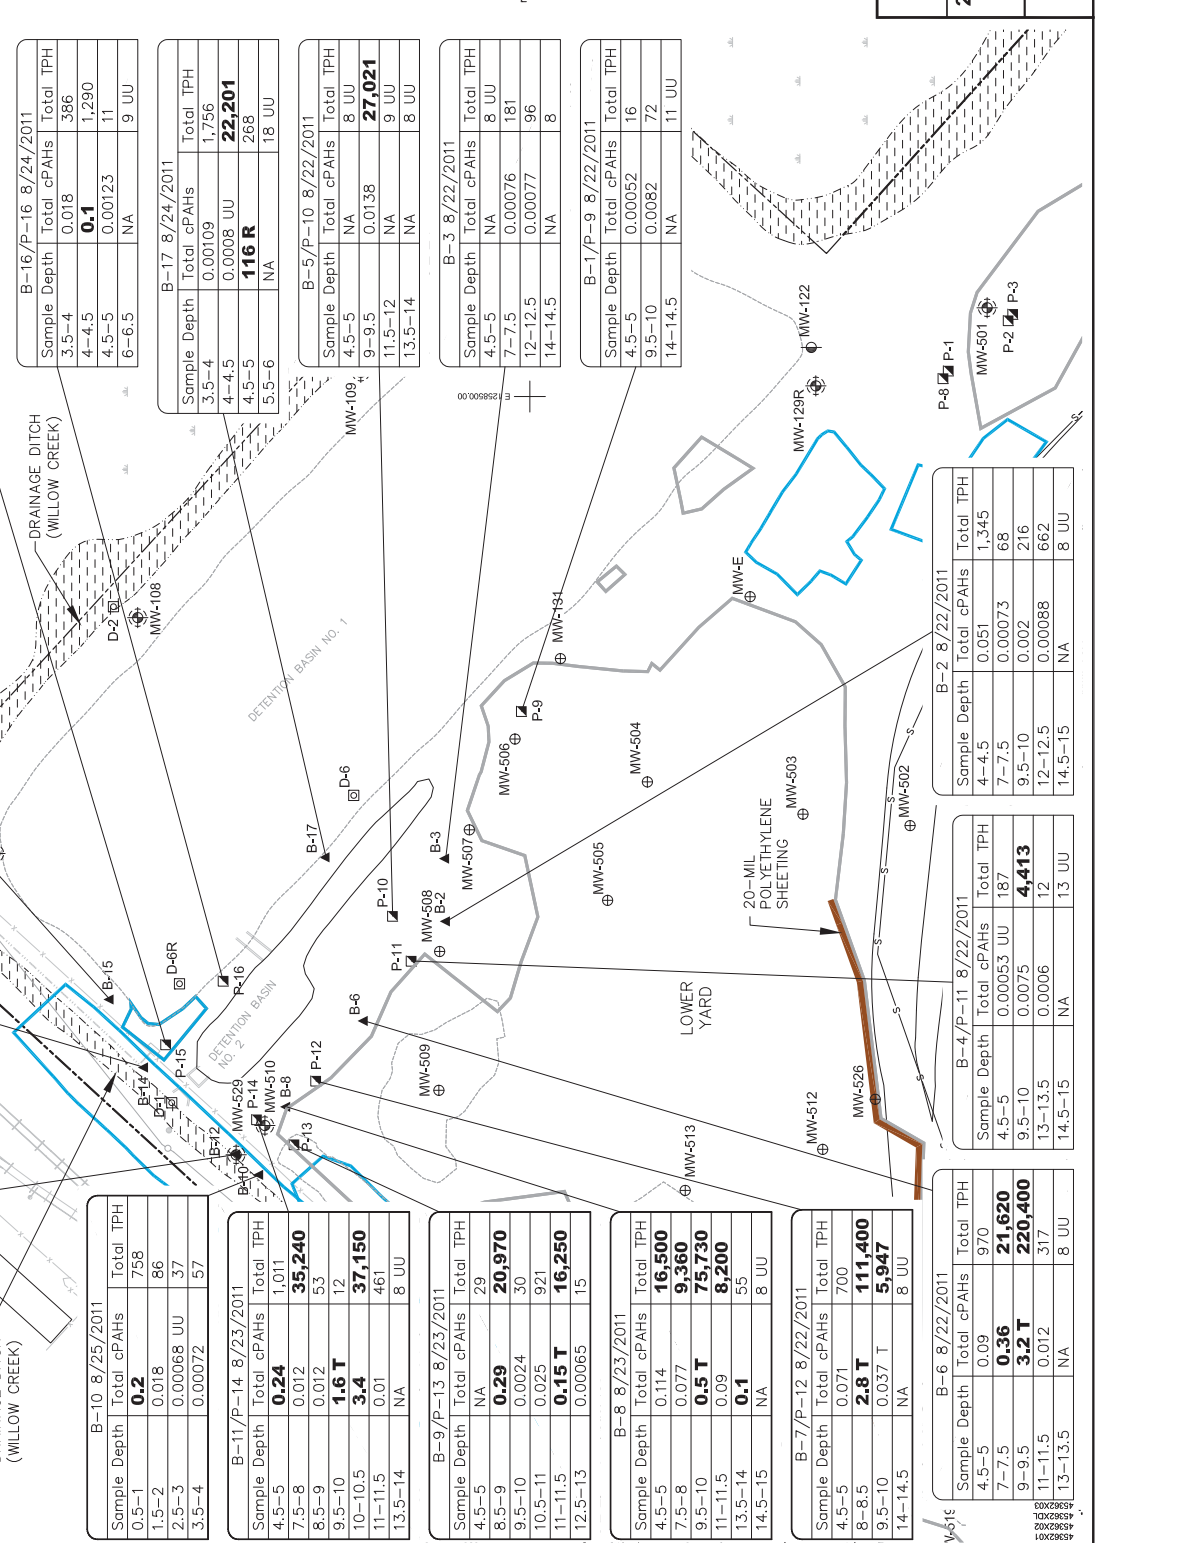 B-16/P-16 8/24/2011
Sample Depth Total cPAHs Total TPH
3.5-4 0.018 386
4-4.5 0.1 1,290
4.5-5 0.00123 11
6-6.5 NA 9 UU
B-17 8/24/2011
Sample Depth Total cPAHs Total TPH
3.5-4 0.00109 1,756
4-4.5 0.0008 UU 22,201
4.5-5 116 R 268
5.5-6 NA 18 UU
B-5/P-10 8/22/2011
Sample Depth Total cPAHs Total TPH
4.5-5 NA 8 UU
9-9.5 0.0138 27,021
11.5-12 NA 9 UU
13.5-14 NA 8 UU
B-3 8/22/2011
Sample Depth Total cPAHs Total TPH
4.5-5 NA 8 UU
7-7.5 0.00076 181
12-12.5 0.00077 96
14-14.5 NA 8
B-1/P-9 8/22/2011
Sample Depth Total cPAHs Total TPH
4.5-5 0.00052 16
9.5-10 0.0082 72
14-14.5 NA 11 UU
DRAINAGE DITCH
(WILLOW CREEK)
D-2
MW-108
MW-109
E 1258500.00
MW-122
MW-129R
P-8
P-1
MW-501
P-2
P-3
DETENTION BASIN NO. 1
MW-E
MW-131
P-9
MW-506
MW-504
MW-503
MW-502
D-6
B-17
B-3
MW-507
MW-505
P-10
MW-508
B-2
P-11
20-MIL
POLYETHYLENE
SHEETING
B-15
D-6R
P-16
DETENTION BASIN
NO. 2
B-6
LOWER
YARD
P-15
B-14
D-1
P-12
MW-509
MW-510
B-8
P-14
MW-529
B-12
B-10
P-13
MW-513
MW-512
MW-526
S
S
S
S
S
S
B-2 8/22/2011
Sample Depth Total cPAHs Total TPH
4-4.5 0.051 1,345
7-7.5 0.00073 68
9.5-10 0.002 216
12-12.5 0.00088 662
14.5-15 NA 8 UU
B-4/P-11 8/22/2011
Sample Depth Total cPAHs Total TPH
4.5-5 0.00053 UU 187
9.5-10 0.0075 4,413
13-13.5 0.0006 12
14.5-15 NA 13 UU
(WILLOW CREEK)
B-10 8/25/2011
Sample Depth Total cPAHs Total TPH
0.5-1 0.2 758
1.5-2 0.018 86
2.5-3 0.00068 UU 37
3.5-4 0.00072 57
B-11/P-14 8/23/2011
Sample Depth Total cPAHs Total TPH
4.5-5 0.24 1,011
7.5-8 0.012 35,240
8.5-9 0.012 53
9.5-10 1.6 T 12
10-10.5 3.4 37,150
11-11.5 0.01 461
13.5-14 NA 8 UU
B-9/P-13 8/23/2011
Sample Depth Total cPAHs Total TPH
4.5-5 NA 29
8.5-9 0.29 20,970
9.5-10 0.0024 30
10.5-11 0.025 921
11-11.5 0.15 T 16,250
12.5-13 0.00065 15
B-8 8/23/2011
Sample Depth Total cPAHs Total TPH
4.5-5 0.114 16,500
7.5-8 0.077 9,360
9.5-10 0.5 T 75,730
11-11.5 0.09 8,200
13.5-14 0.1 55
14.5-15 NA 8 UU
B-7/P-12 8/22/2011
Sample Depth Total cPAHs Total TPH
4.5-5 0.071 700
8-8.5 2.8 T 111,400
9.5-10 0.037 T 5,947
14-14.5 NA 8 UU
B-6 8/22/2011
Sample Depth Total cPAHs Total TPH
4.5-5 0.09 970
7-7.5 0.36 21,620
9-9.5 3.2 T 220,400
11-11.5 0.012 317
13-13.5 NA 8 UU
45362X03
45362XDL
45362X02
45362X01